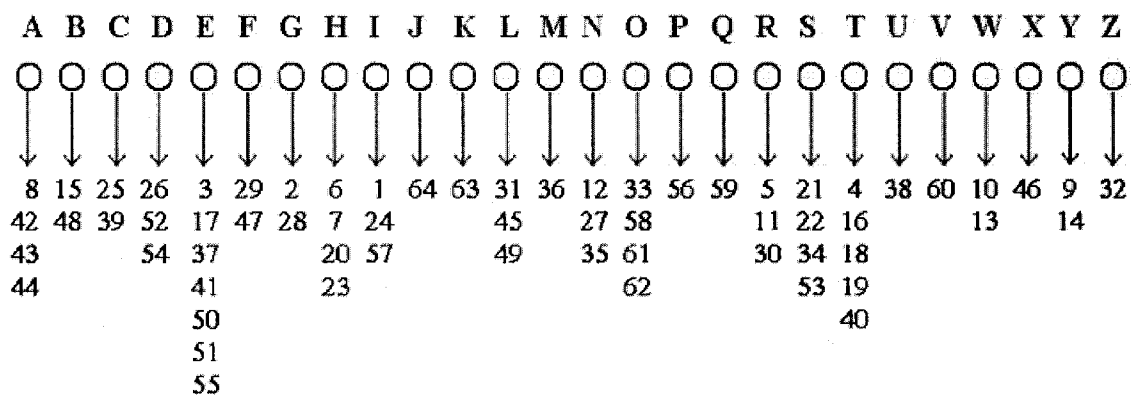 A B C D E F G H I J K L M N O P Q R S T U V W X Y Z
8 15 25 26 3 29 2 6 1 64 63 31 36 12 33 56 59 5 21 4 38 60 10 46 9 32
42 48 39 52 17 47 28 7 24 45 27 58 11 22 16 13 14
43 54 37 20 57 49 35 61 30 34 18
44 41 23 62 53 19
50 40
51
55